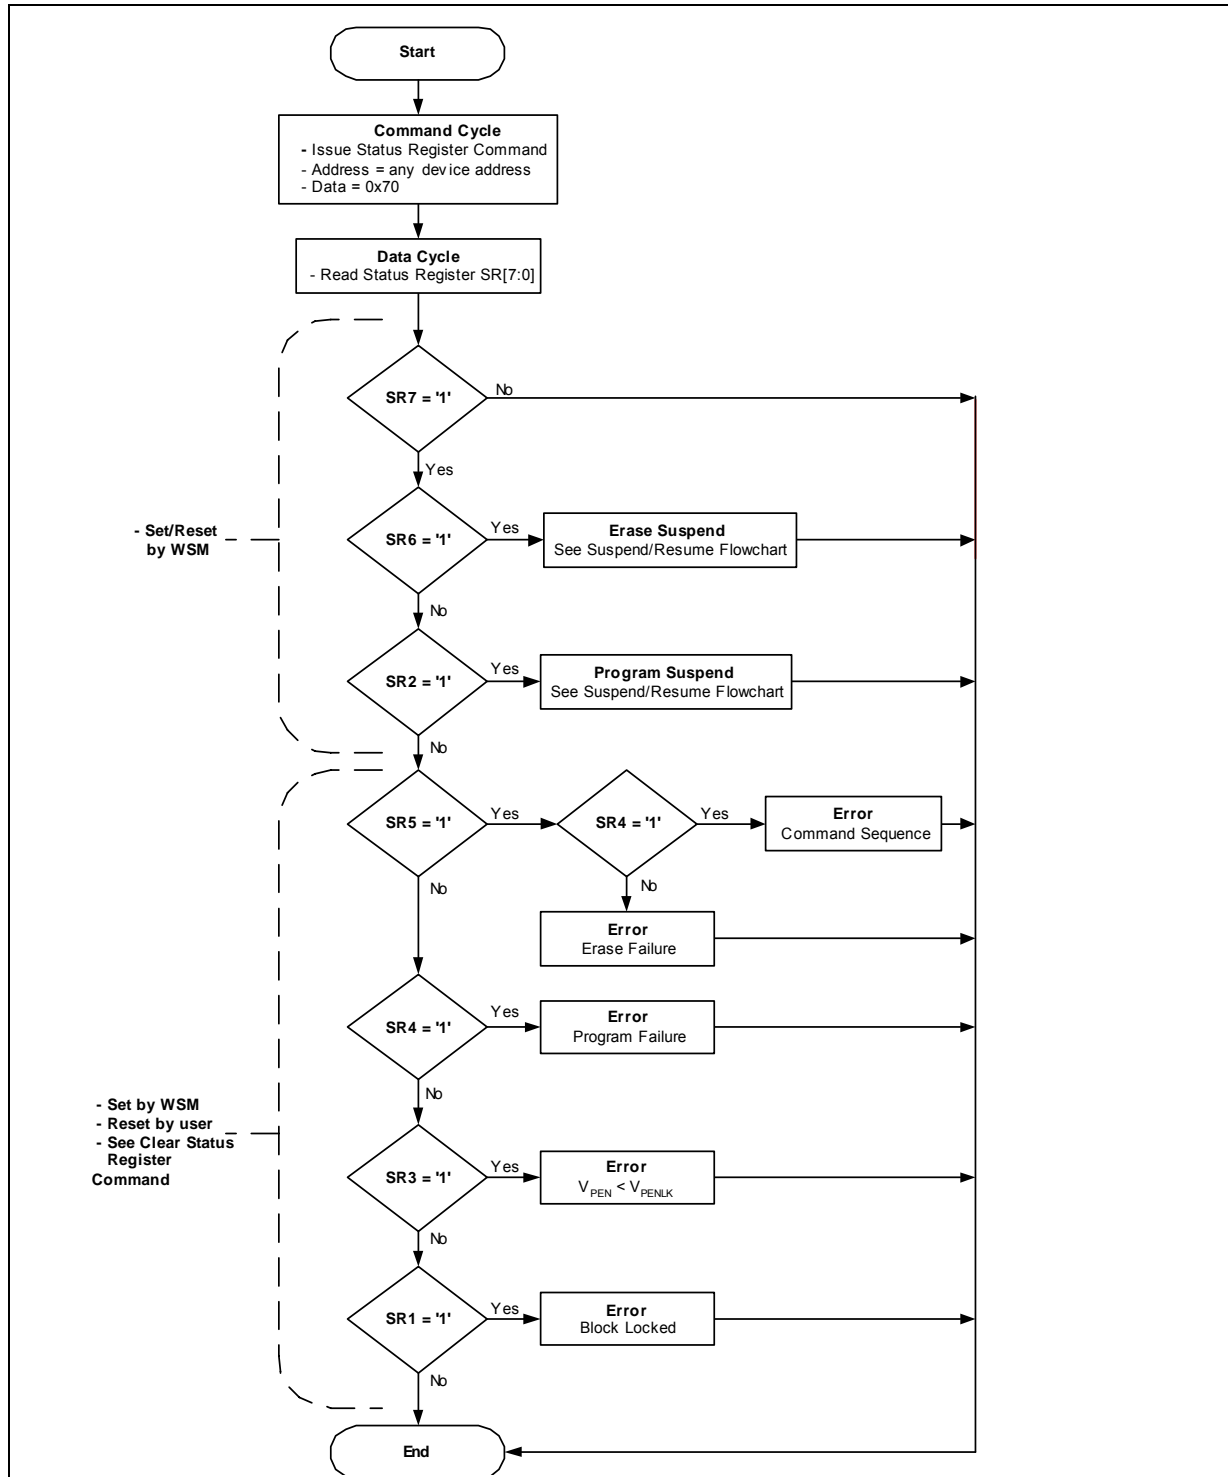 Start
Command Cycle
- Issue Status Register Command
- Address = any device address
- Data = 0x70
Data Cycle
- Read Status Register SR[7:0]
SR7 = '1'
No
Yes
- Set/Reset
by WSM
SR6 = '1'
Yes
Erase Suspend
See Suspend/Resume Flowchart
No
SR2 = '1'
Yes
Program Suspend
See Suspend/Resume Flowchart
No
SR5 = '1'
Yes
SR4 = '1'
Yes
Error
Command Sequence
No
No
Error
Erase Failure
SR4 = '1'
Yes
Error
Program Failure
No
- Set by WSM
- Reset by user
- See Clear Status
Register
Command
SR3 = '1'
Yes
Error
V PEN < V PENLK
No
SR1 = '1'
Yes
Error
Block Locked
No
End